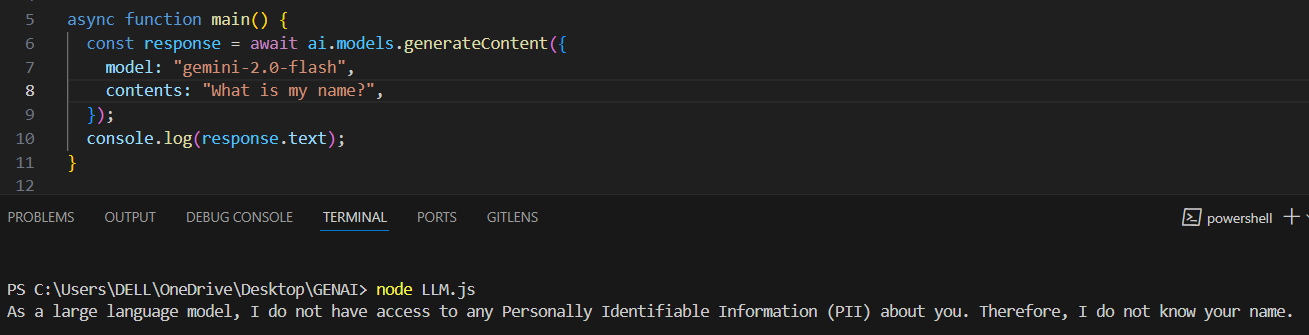 5 async function main() {
6 const response = await ai.models.generateContent({
7 model: "gemini-2.0-flash",
8 contents: "What is my name?",
9 });
10 console.log(response.text);
11 }
12
PROBLEMS OUTPUT DEBUG CONSOLE TERMINAL PORTS GITLENS powershell
PS C:\Users\DELL\OneDrive\Desktop\GENAI> node LLM.js
As a large language model, I do not have access to any Personally Identifiable Information (PII) about you. Therefore, I do not know your name.